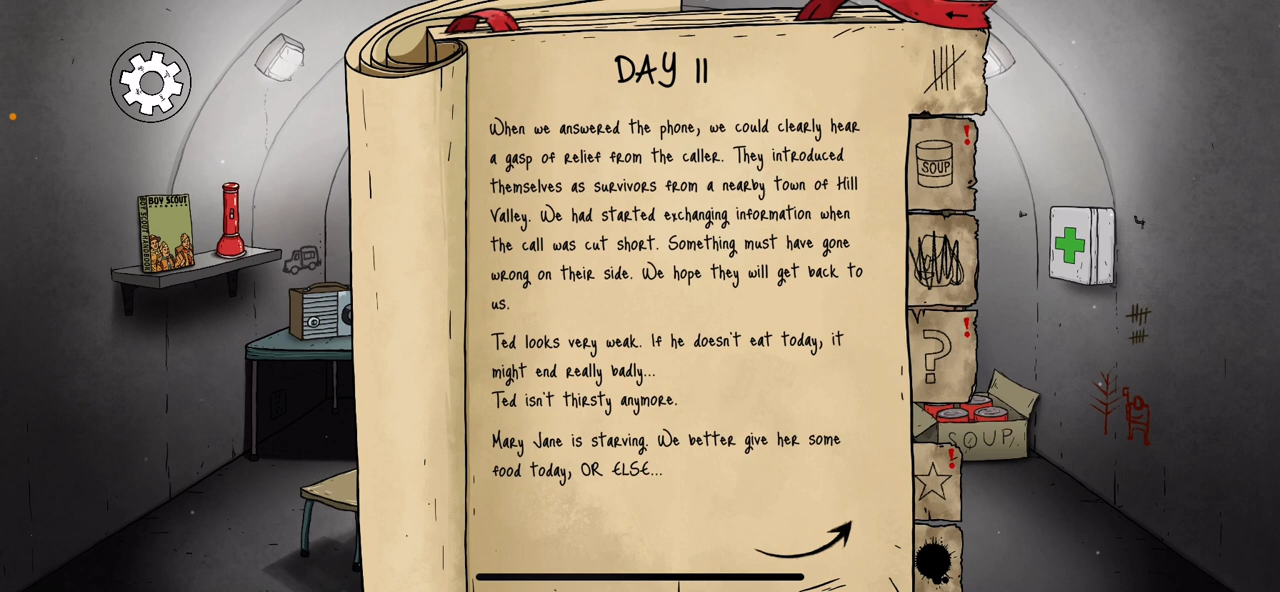 DAY 11
When we answered the phone, we could clearly hear
a gasp of relief from the caller. They introduced
themselves as survivors from a nearby town of Hill
Valley. We had started exchanging information when
the call was cut short. Something must have gone
wrong on their side. We hope they will get back to
us.
Ted looks very weak. If he doesn't eat today, it
might end really badly...
Ted isn't thirsty anymore.
Mary Jane is starving. We better give her some
food today, OR ELSE...
BOY SCOUT
BOY SCOUT HANDBOOK
!
SOUP
!
?
SOUP
!